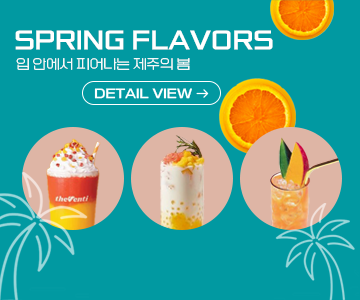 SPRING FLAVORS
입 안에서 피어나는 제주의 봄
DETAIL VIEW →
theVenti